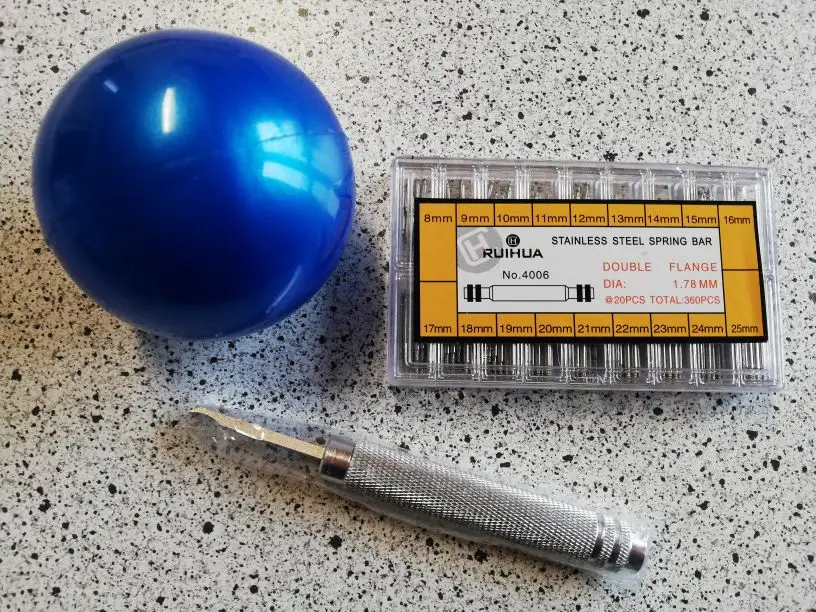 8mm 9mm 10mm 11mm 12mm 13mm 14mm 15mm 16mm
RUIHUA
STAINLESS STEEL SPRING BAR
No.4006
DOUBLE FLANGE
DIA: 1.78 MM
@20PCS TOTAL:360PCS
17mm 18mm 19mm 20mm 21mm 22mm 23mm 24mm 25mm